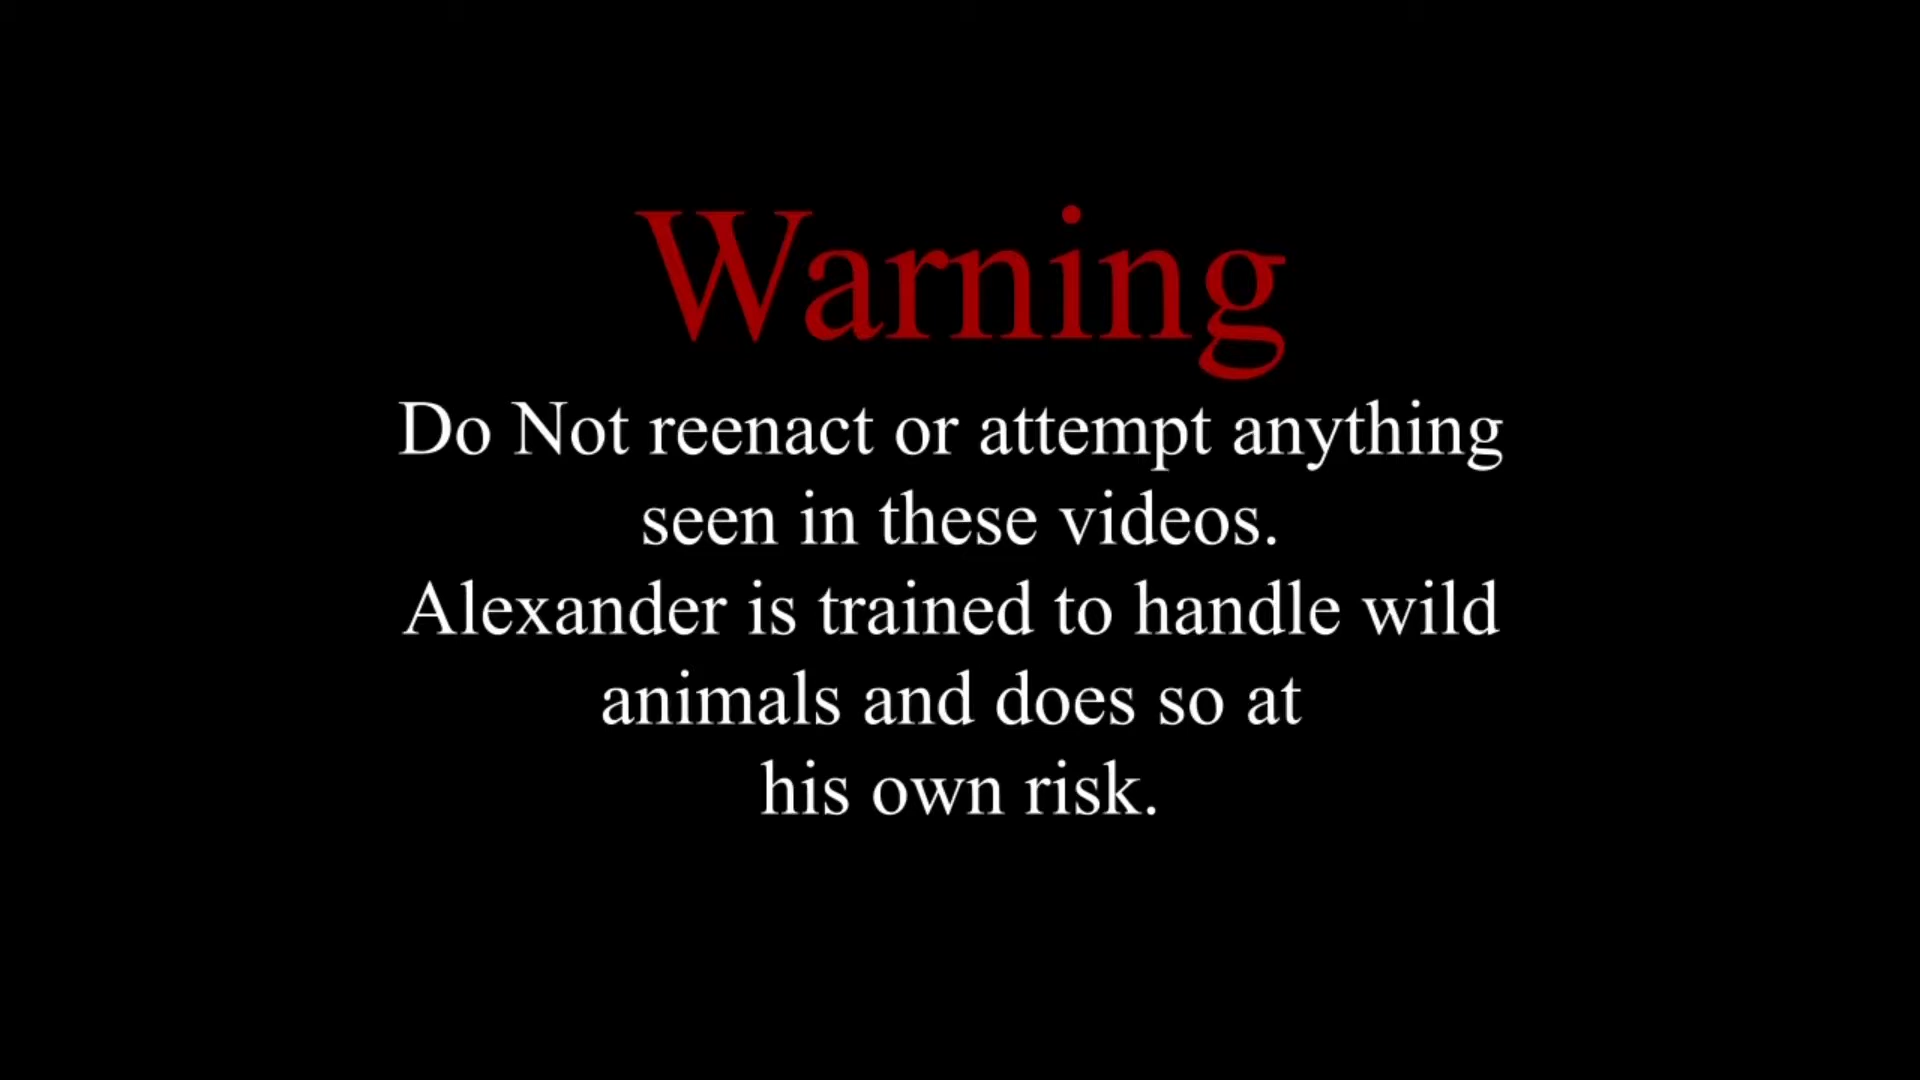 Warning
Do Not reenact or attempt anything
seen in these videos.
Alexander is trained to handle wild
animals and does so at
his own risk.